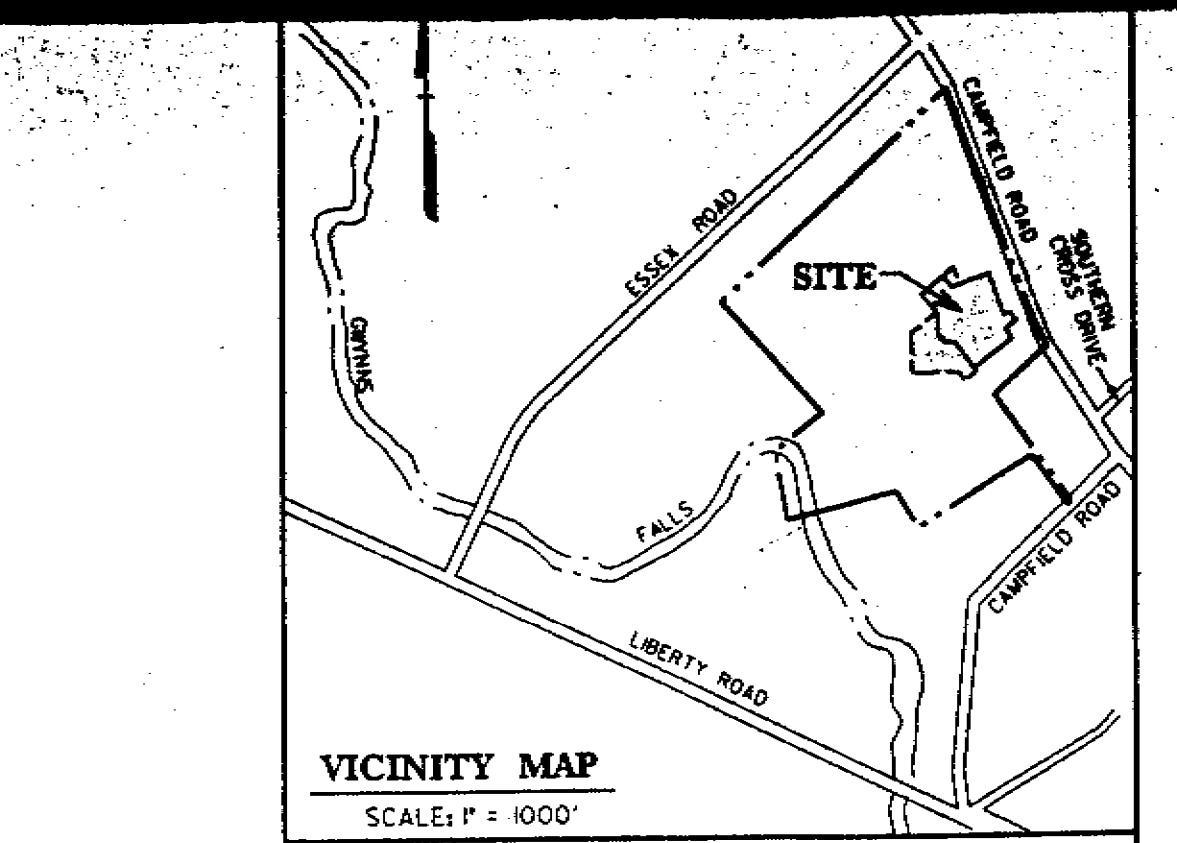 CAMPFIELD ROAD
ESSEX ROAD
SOUTHERN
CROSS DRIVE
SITE
GWYNNS
FALLS
CAMPFIELD ROAD
LIBERTY ROAD
VICINITY MAP
SCALE: 1" = 1000'